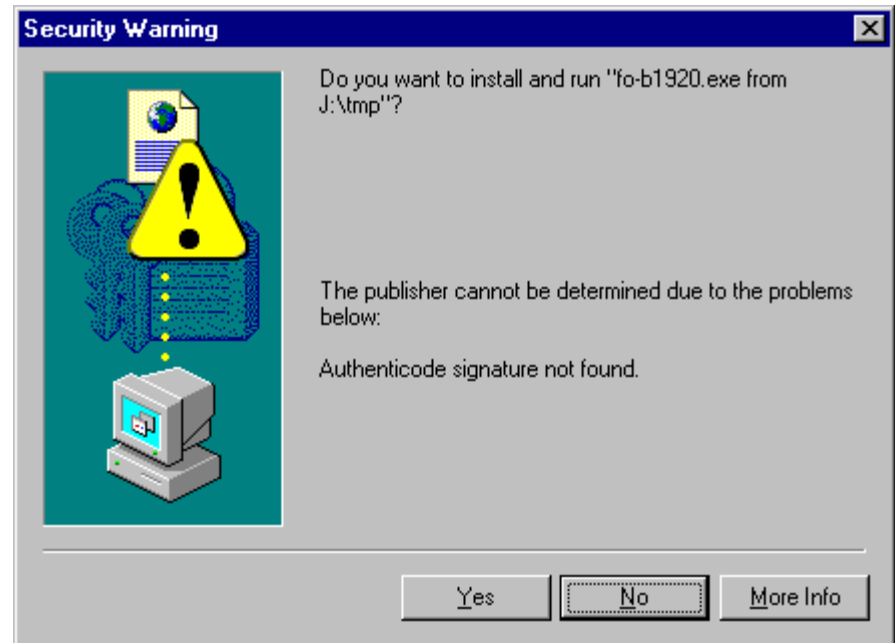 Security Warning
Do you want to install and run "fo-b1920.exe from
J:\tmp"?
The publisher cannot be determined due to the problems
below:
Authenticode signature not found.
Yes
No
More Info